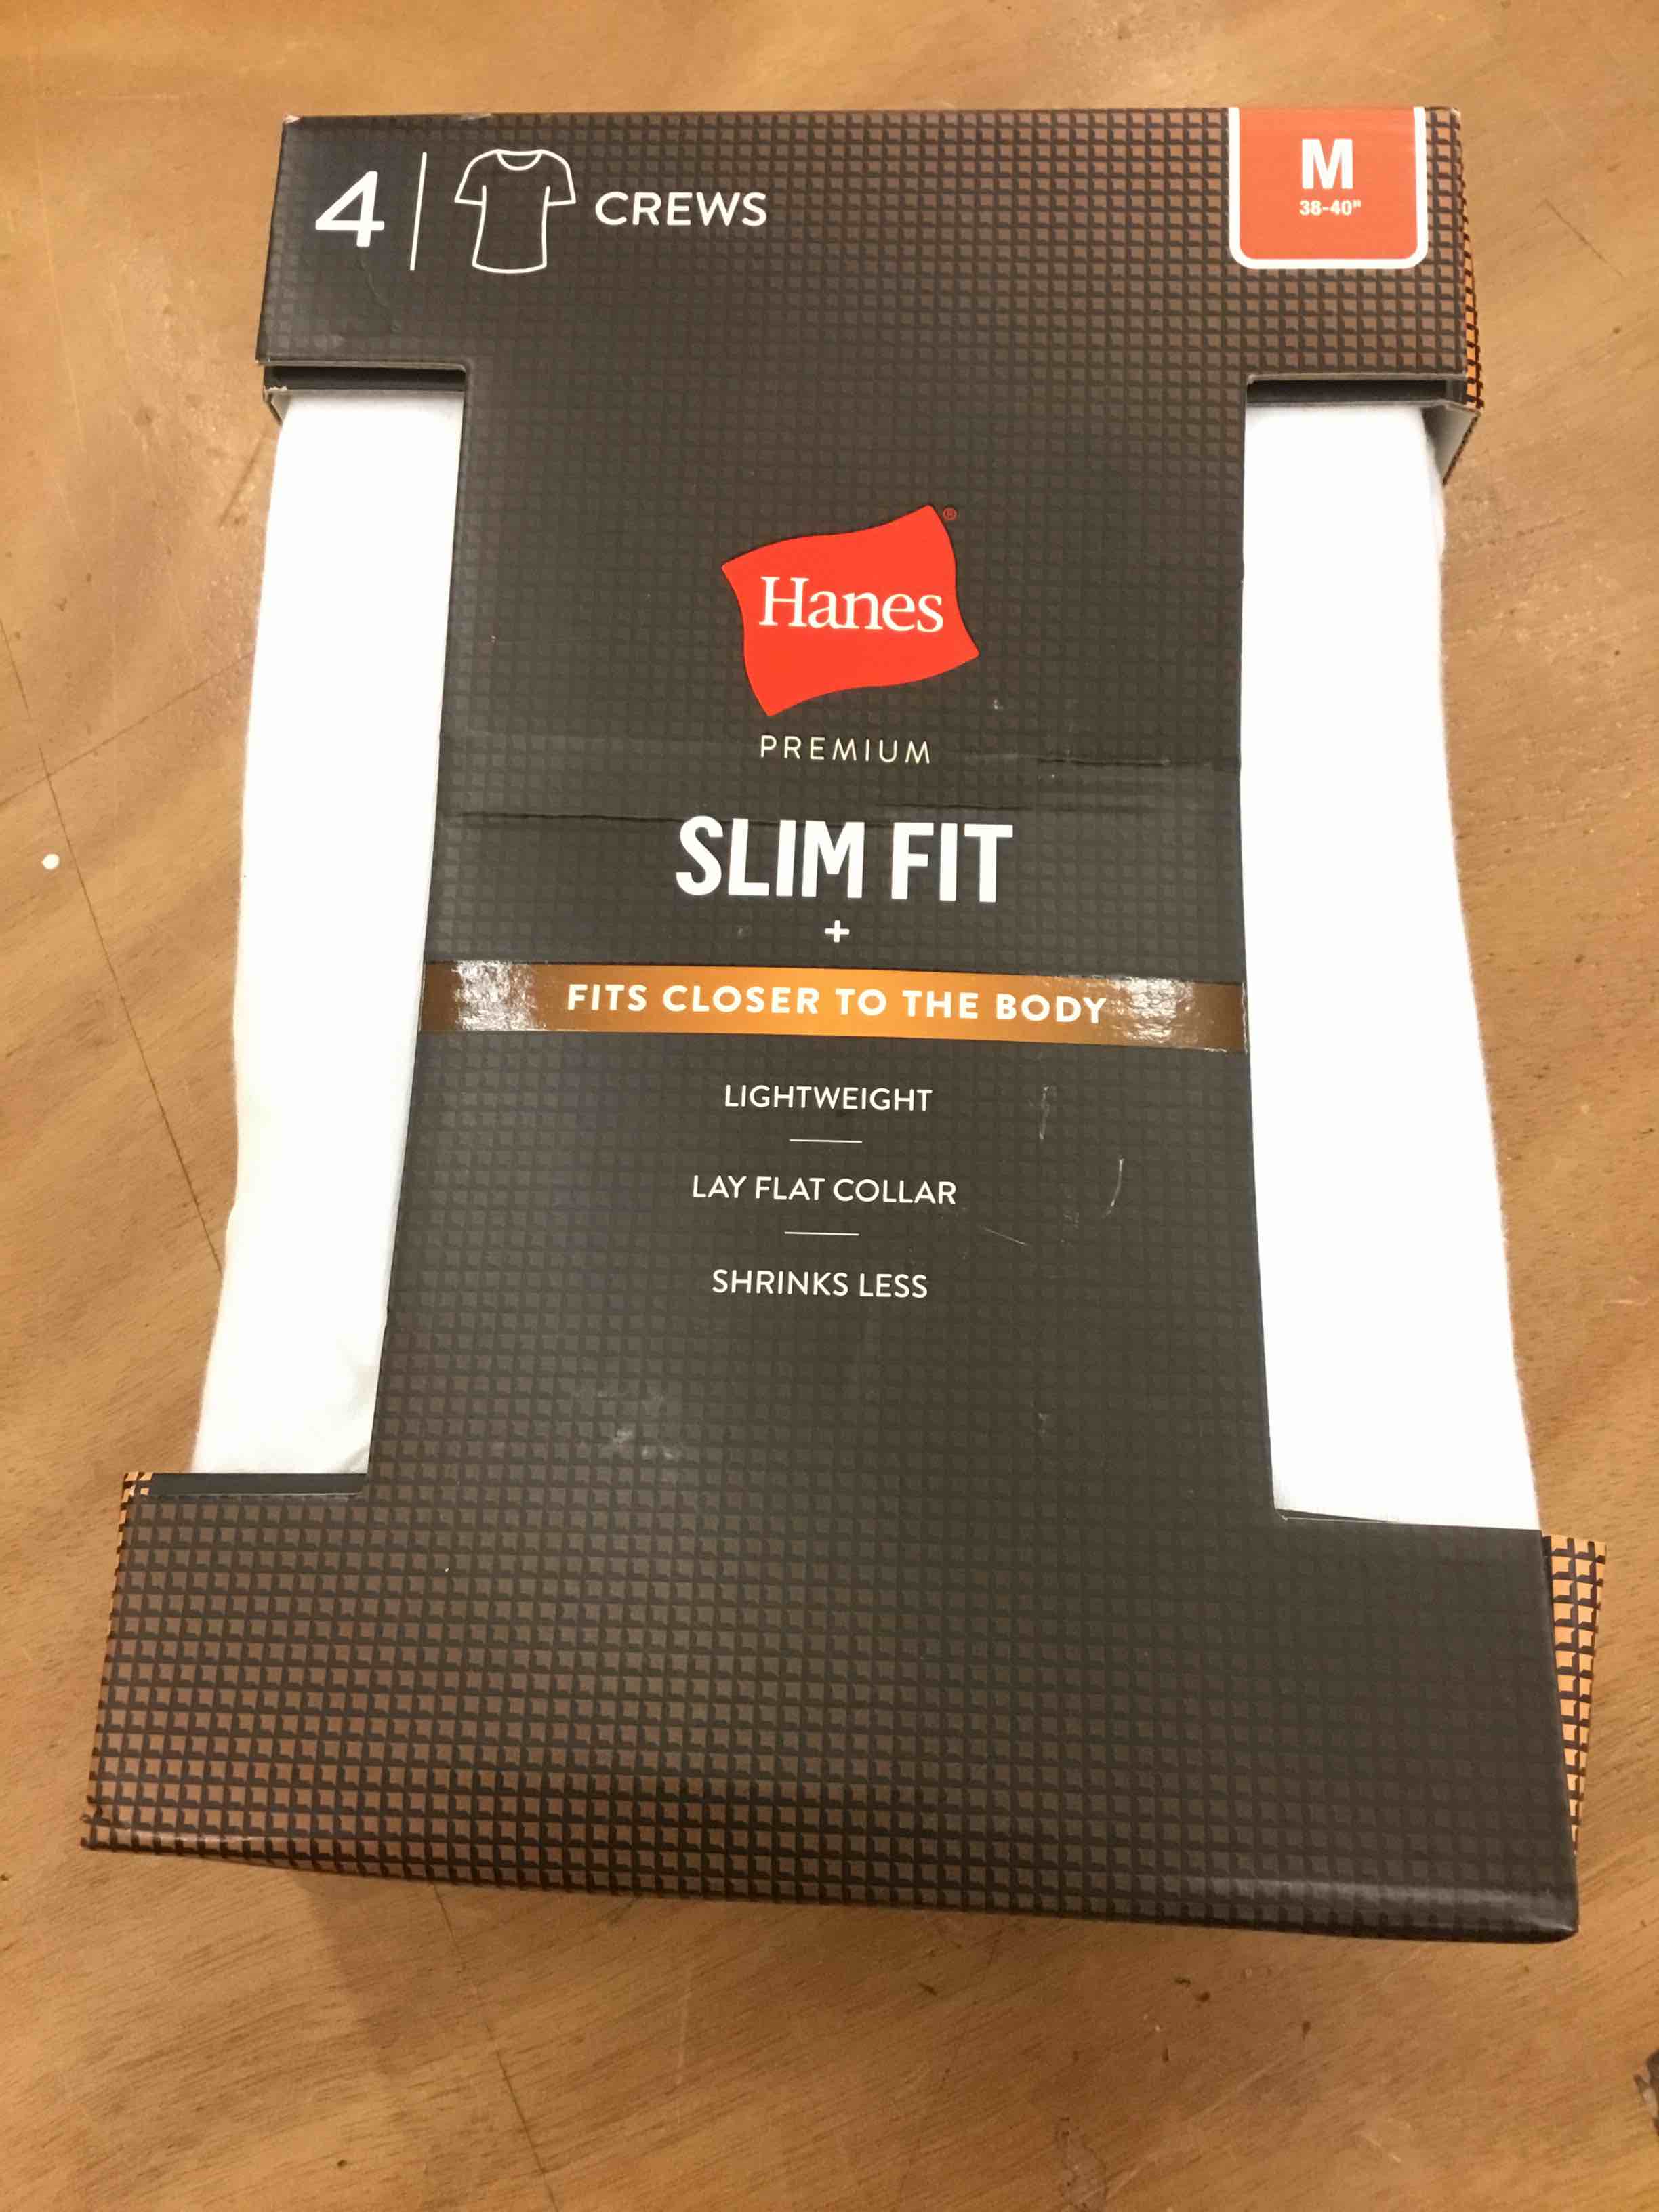 4 CREWS
M
38-40"
Hanes®
PREMIUM
SLIM FIT
+
FITS CLOSER TO THE BODY
LIGHTWEIGHT
LAY FLAT COLLAR
SHRINKS LESS